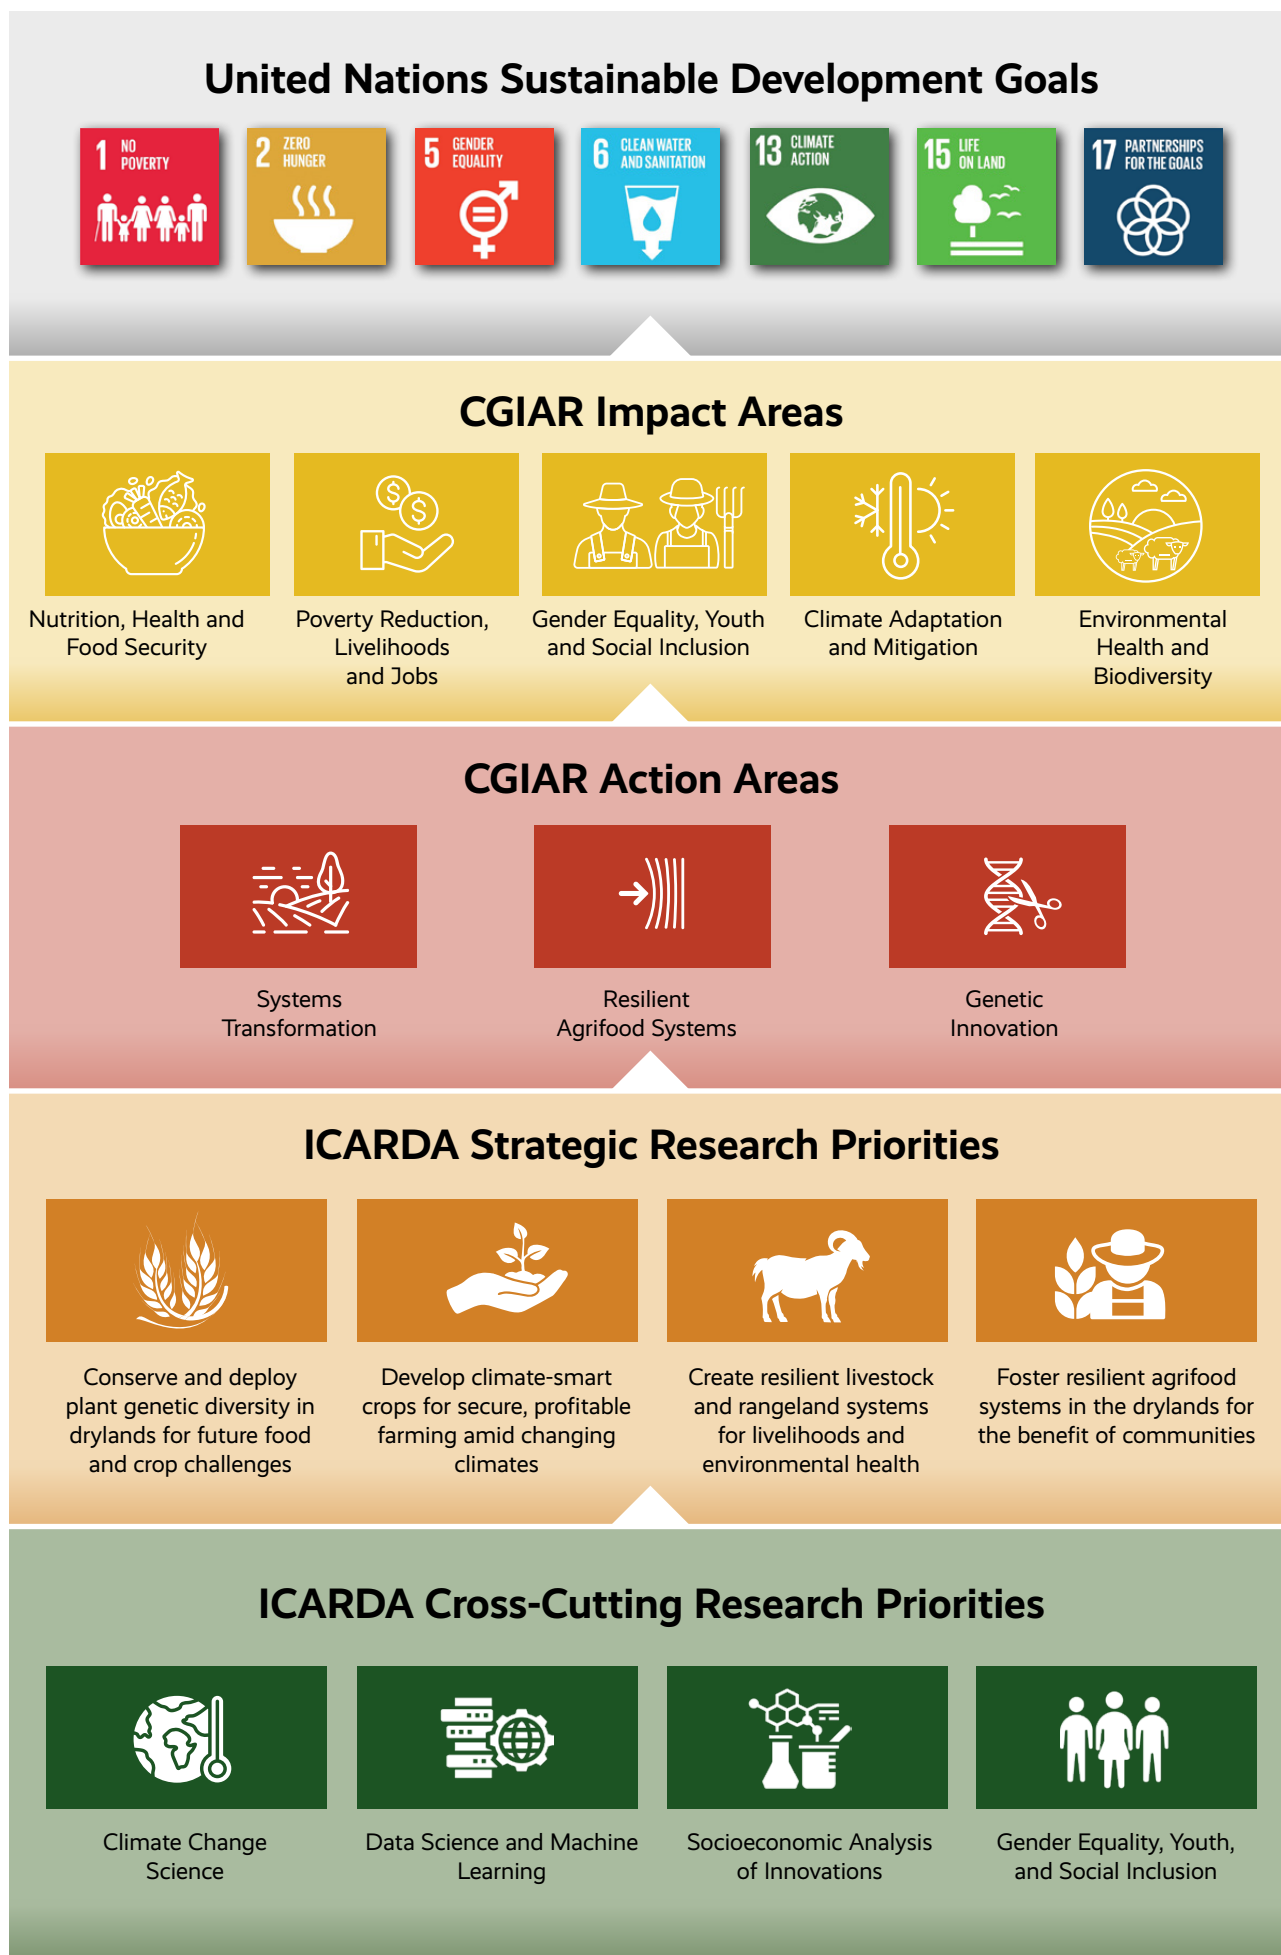 United Nations Sustainable Development Goals
1 NO POVERTY
2 ZERO HUNGER
5 GENDER EQUALITY
6 CLEAN WATER AND SANITATION
13 CLIMATE ACTION
15 LIFE ON LAND
17 PARTNERSHIPS FOR THE GOALS
CGIAR Impact Areas
$
$
Nutrition, Health and
Food Security
Poverty Reduction,
Livelihoods
and Jobs
Gender Equality, Youth
and Social Inclusion
Climate Adaptation
and Mitigation
Environmental
Health and
Biodiversity
CGIAR Action Areas
Systems
Transformation
Resilient
Agrifood Systems
Genetic
Innovation
ICARDA Strategic Research Priorities
Conserve and deploy
plant genetic diversity in
drylands for future food
and crop challenges
Develop climate-smart
crops for secure, profitable
farming amid changing
climates
Create resilient livestock
and rangeland systems
for livelihoods and
environmental health
Foster resilient agrifood
systems in the drylands for
the benefit of communities
ICARDA Cross-Cutting Research Priorities
Climate Change
Science
Data Science and Machine
Learning
Socioeconomic Analysis
of Innovations
Gender Equality, Youth,
and Social Inclusion